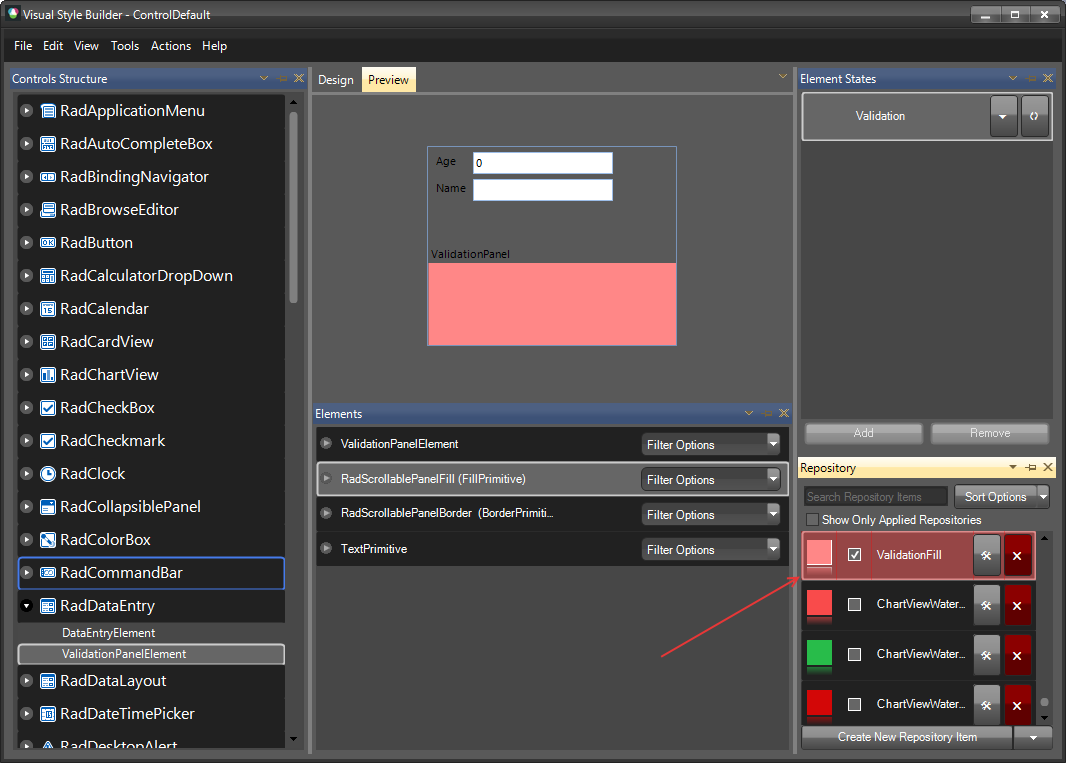 Visual Style Builder - ControlDefault
File Edit View Tools Actions Help
Controls Structure
RadApplicationMenu
RadAutoCompleteBox
RadBindingNavigator
RadBrowseEditor
RadButton
RadCalculatorDropDown
RadCalendar
RadCardView
RadChartView
RadCheckBox
RadCheckmark
RadClock
RadCollapsiblePanel
RadColorBox
RadCommandBar
RadDataEntry
DataEntryElement
ValidationPanelElement
RadDataLayout
RadDateTimePicker
RadDesktopAlert
Design Preview
Age 0
Name
ValidationPanel
Elements
ValidationPanelElement Filter Options
RadScrollablePanelFill (FillPrimitive) Filter Options
RadScrollablePanelBorder (BorderPrimiti... Filter Options
TextPrimitive Filter Options
Element States
Validation
Add Remove
Repository
Search Repository Items Sort Options
Show Only Applied Repositories
ValidationFill
ChartViewWater...
ChartViewWater...
ChartViewWater...
Create New Repository Item